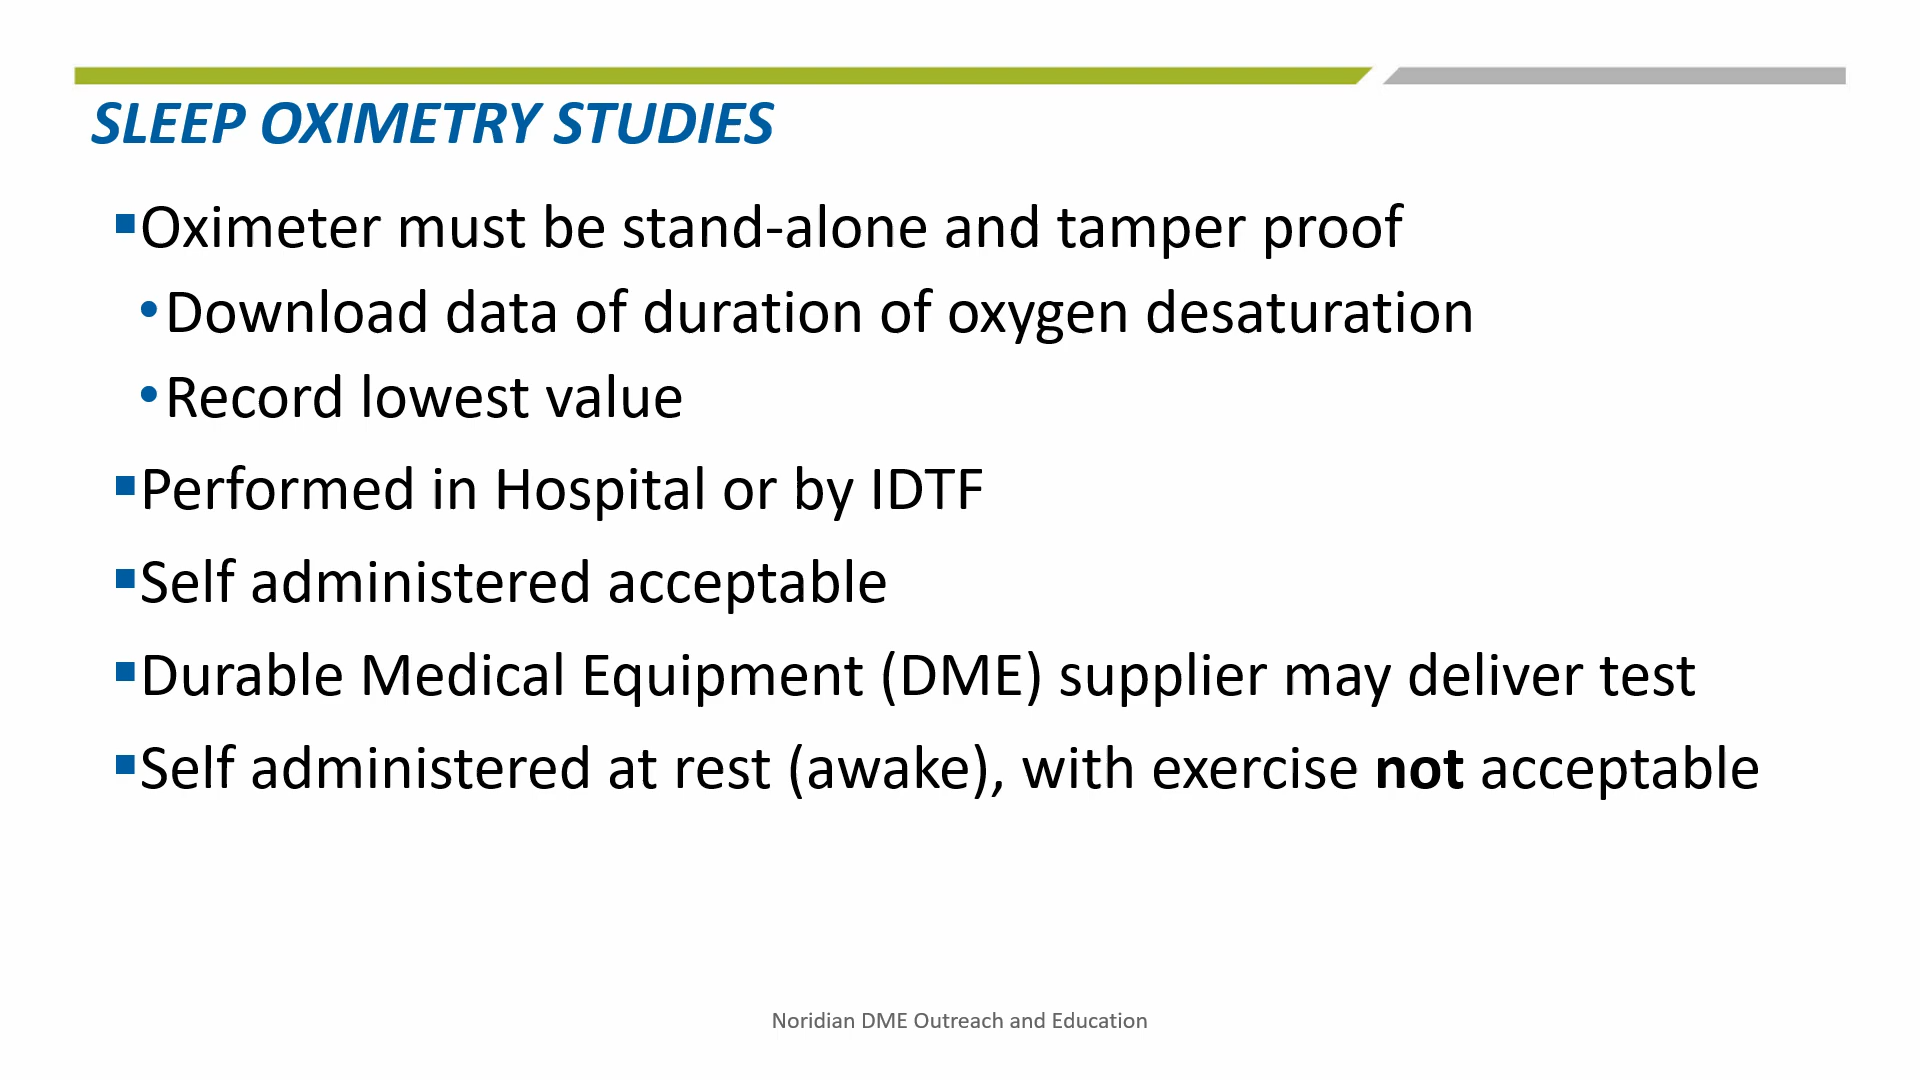 SLEEP OXIMETRY STUDIES
▪Oximeter must be stand-alone and tamper proof
•Download data of duration of oxygen desaturation
•Record lowest value
▪Performed in Hospital or by IDTF
▪Self administered acceptable
▪Durable Medical Equipment (DME) supplier may deliver test
▪Self administered at rest (awake), with exercise not acceptable
Noridian DME Outreach and Education